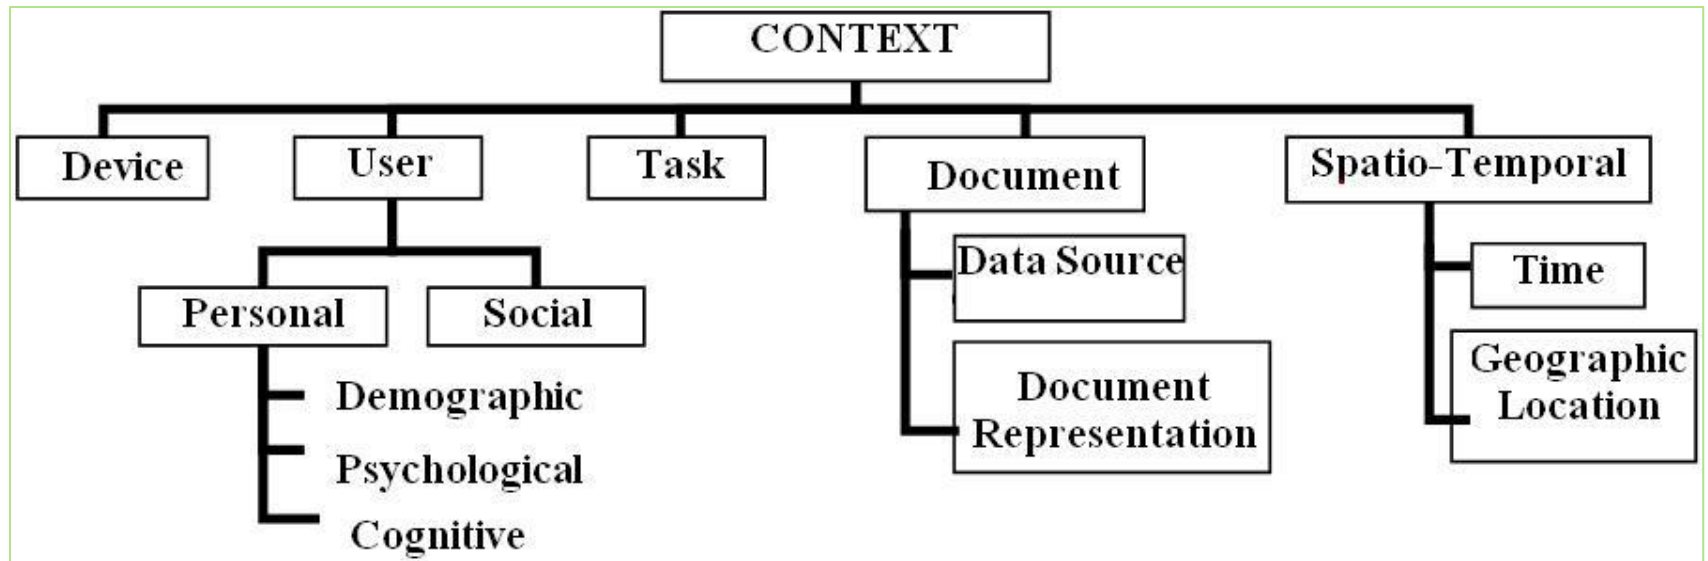 CONTEXT
Device
User
Task
Document
Spatio-Temporal
Personal
Social
Demographic
Psychological
Cognitive
Data Source
Document
Representation
Time
Geographic
Location